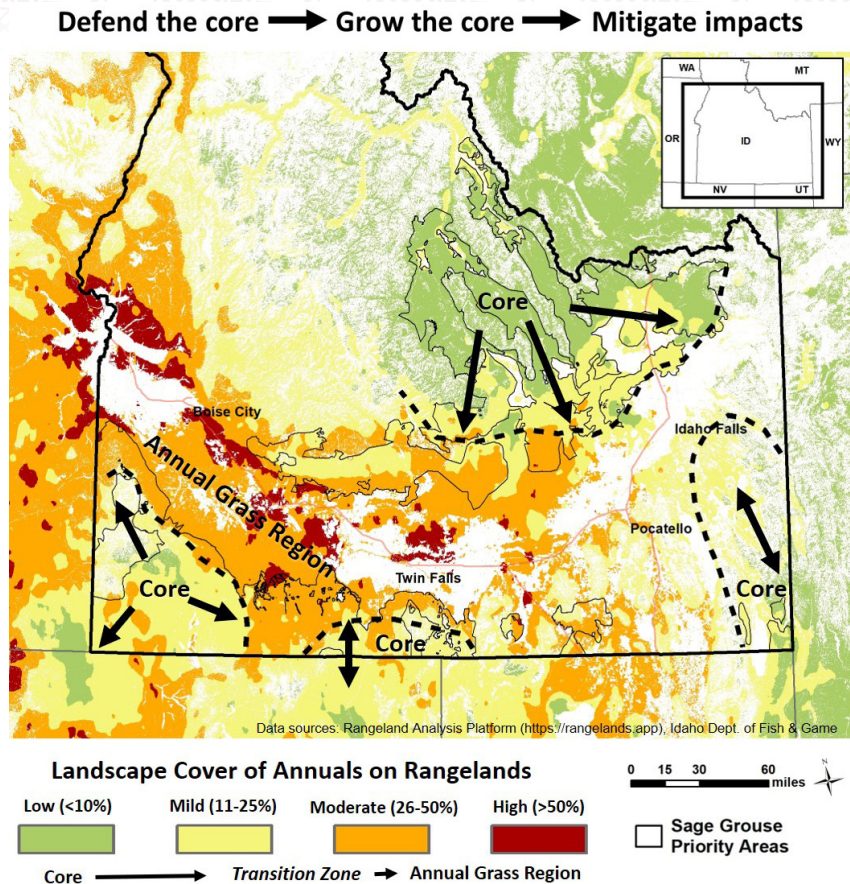 Defend the core → Grow the core → Mitigate impacts
WA
MT
OR
ID
WY
NV
UT
Core
Boise City
Idaho Falls
Annual Grass Region
Pocatello
Core
Twin Falls
Core
Core
Data sources: Rangeland Analysis Platform (https://rangelands.app), Idaho Dept. of Fish & Game
Landscape Cover of Annuals on Rangelands
Low (<10%)
Mild (11-25%)
Moderate (26-50%)
High (>50%)
Core → Transition Zone → Annual Grass Region
0 15 30 60
miles
N
Sage Grouse
Priority Areas